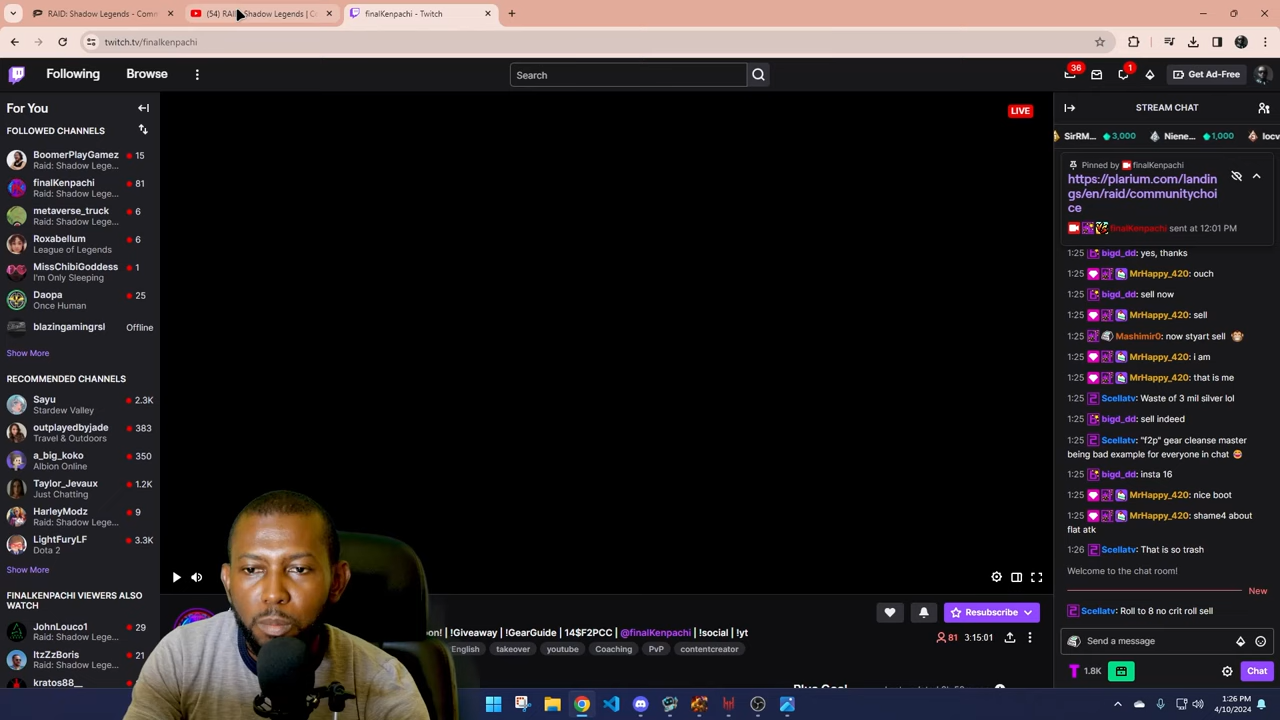 RAID: Shadow Legends - Comm
(54) RAID: Shadow Legends | C
finalKenpachi - Twitch
twitch.tv/finalkenpachi
Following
Browse
Search
36
1
Get Ad-Free
For You
FOLLOWED CHANNELS
BoomerPlayGamez
15
Raid: Shadow Lege...
finalKenpachi
81
Raid: Shadow Lege...
metaverse_truck
6
Raid: Shadow Lege...
Roxabellum
6
League of Legends
MissChibiGoddess
1
I'm Only Sleeping
Daopa
25
Once Human
blazingamingrsl
Offline
Show More
RECOMMENDED CHANNELS
Sayu
2.3K
Stardew Valley
outplayedbyjade
383
Travel & Outdoors
a_big_koko
350
Albion Online
Taylor_Jevaux
1.2K
Just Chatting
HarleyModz
9
Raid: Shadow Lege...
LightFuryLF
3.3K
Dota 2
Show More
FINALKENPACHI VIEWERS ALSO
WATCH
JohnLouco1
29
ItzZzBoris
21
kratos88__
LIVE
oon! | !Giveaway | !GearGuide | 14$F2PCC | @finalKenpachi | !social | !yt
English takeover youtube Coaching PvP contentcreator
Resubscribe
81
3:15:01
STREAM CHAT
SirRM... 3,000 Niene... 1,000 locv
Pinned by finalKenpachi
https://plarium.com/landin
gs/en/raid/communitychoi
ce
finalKenpachi sent at 12:01 PM
1:25 bigd_dd: yes, thanks
1:25 MrHappy_420: ouch
1:25 bigd_dd: sell now
1:25 MrHappy_420: sell
1:25 Mashimir0: now styart sell
1:25 MrHappy_420: i am
1:25 MrHappy_420: that is me
1:25 Scellatv: Waste of 3 mil silver lol
1:25 bigd_dd: sell indeed
1:25 Scellatv: "f2p" gear cleanse master
being bad example for everyone in chat
1:25 bigd_dd: insta 16
1:25 MrHappy_420: nice boot
1:25 MrHappy_420: shame4 about
flat atk
1:26 Scellatv: That is so trash
Welcome to the chat room!
New
Scellatv: Roll to 8 no crit roll sell
Send a message
1.8K
Chat
1:26 PM
4/10/2024